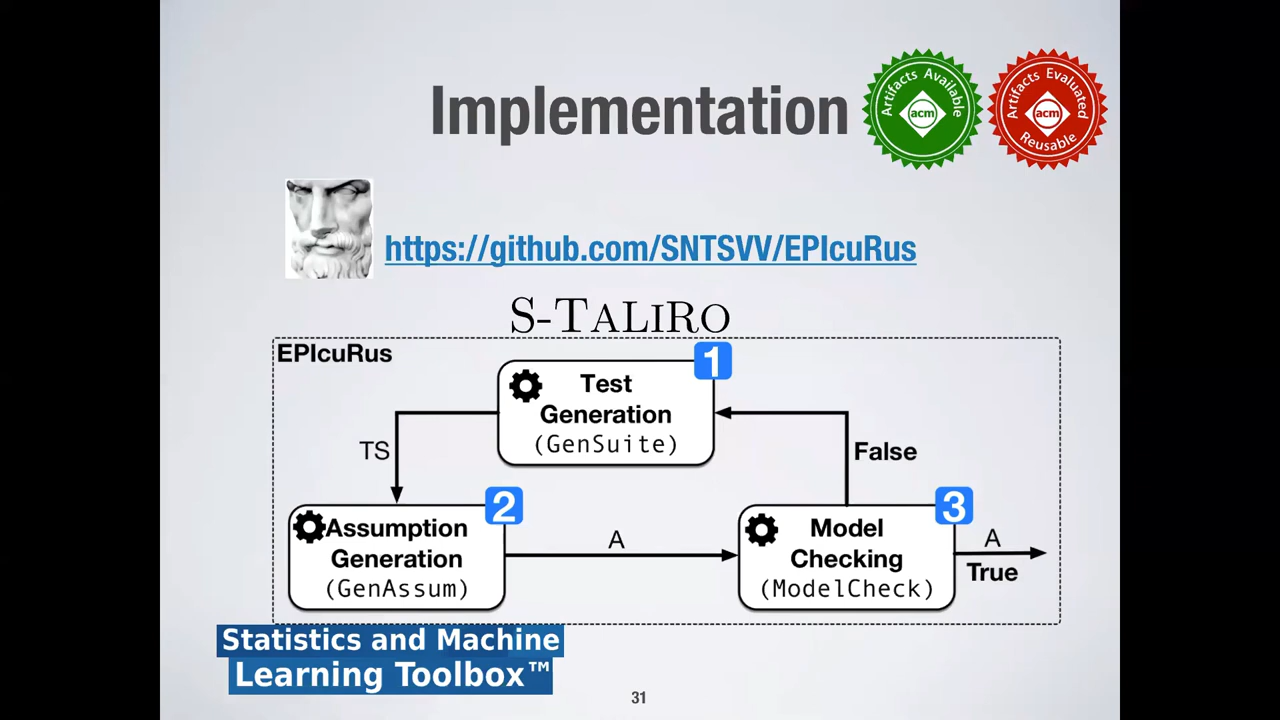 Implementation
Artifacts Available
acm
Artifacts Evaluated
acm
Reusable
https://github.com/SNTSVV/EPIcuRus
S-TALIRO
EPIcuRus
1
Test
Generation
(GenSuite)
TS
False
2
Assumption
Generation
(GenAssum)
A
3
Model
Checking
(ModelCheck)
A
True
Statistics and Machine
Learning Toolbox™
31